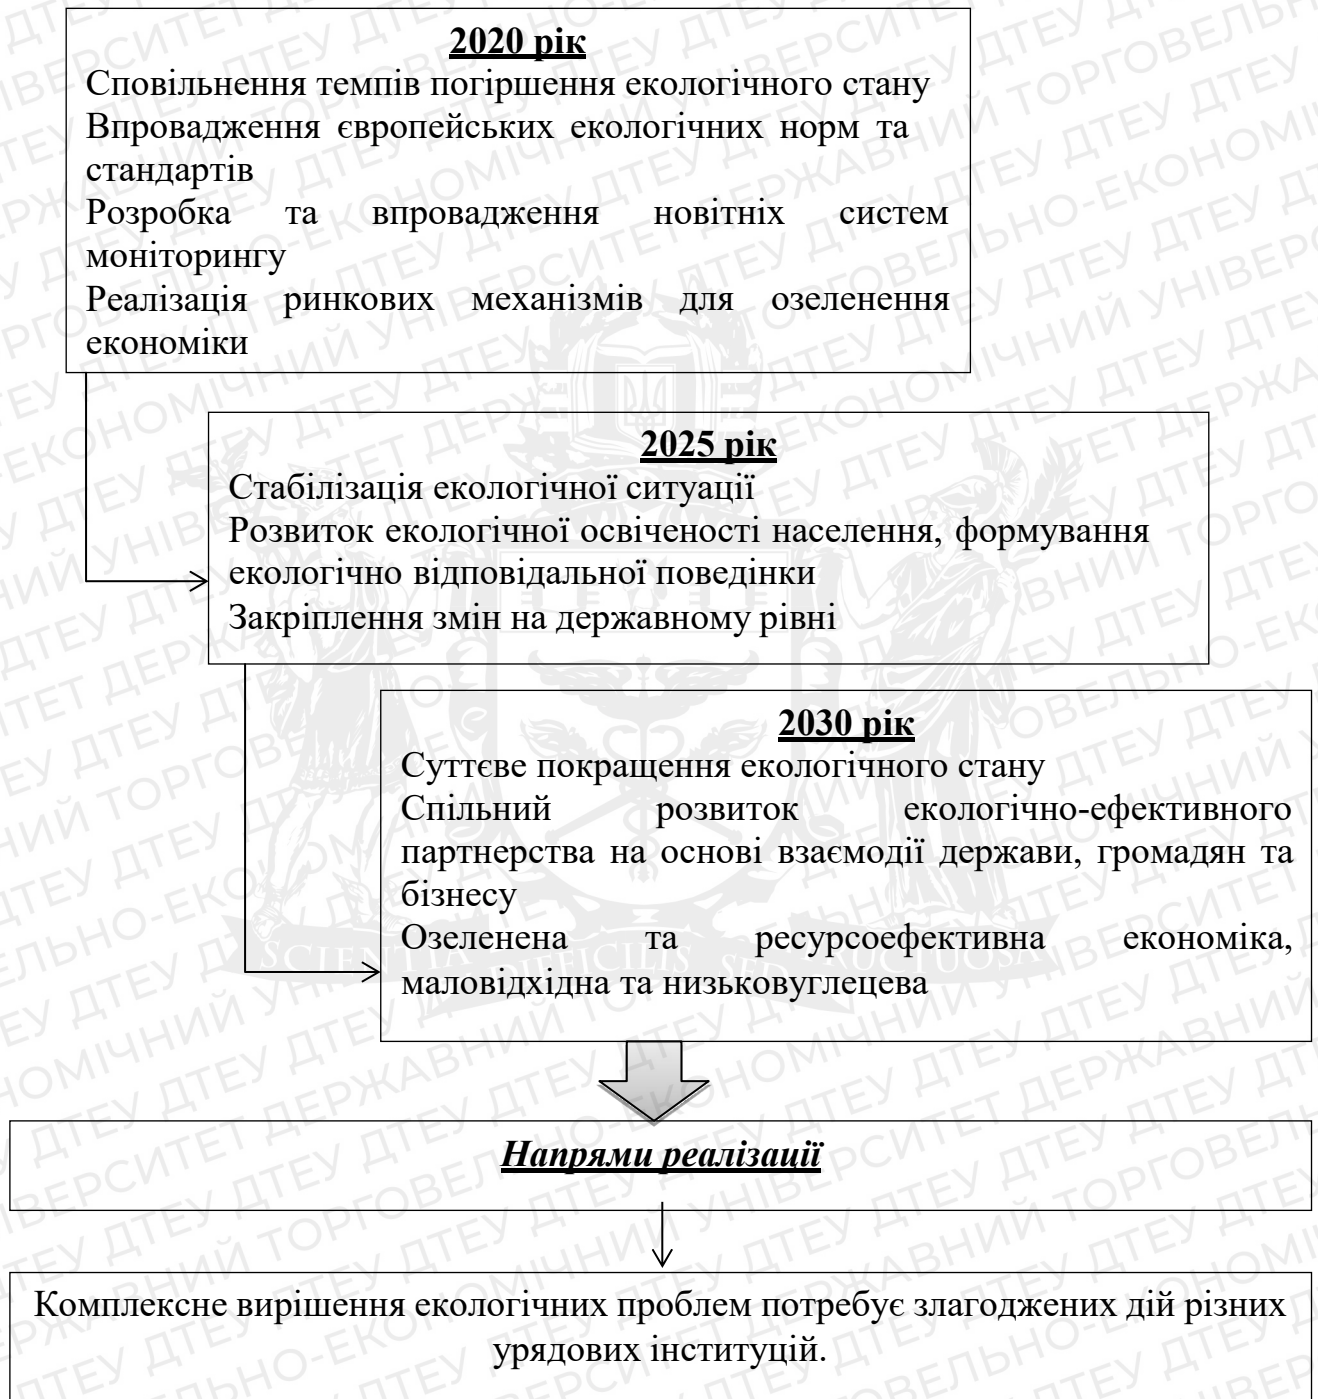 2020 рік
Сповільнення темпів погіршення екологічного стану
Впровадження європейських екологічних норм та
стандартів
Розробка та впровадження новітніх систем
моніторингу
Реалізація ринкових механізмів для озеленення
економіки
2025 рік
Стабілізація екологічної ситуації
Розвиток екологічної освіченості населення, формування
екологічно відповідальної поведінки
Закріплення змін на державному рівні
2030 рік
Суттєве покращення екологічного стану
Спільний розвиток екологічно-ефективного
партнерства на основі взаємодії держави, громадян та
бізнесу
Озеленена та ресурсоефективна економіка,
маловідхідна та низьковуглецева
Напрями реалізації
Комплексне вирішення екологічних проблем потребує злагоджених дій різних
урядових інституцій.